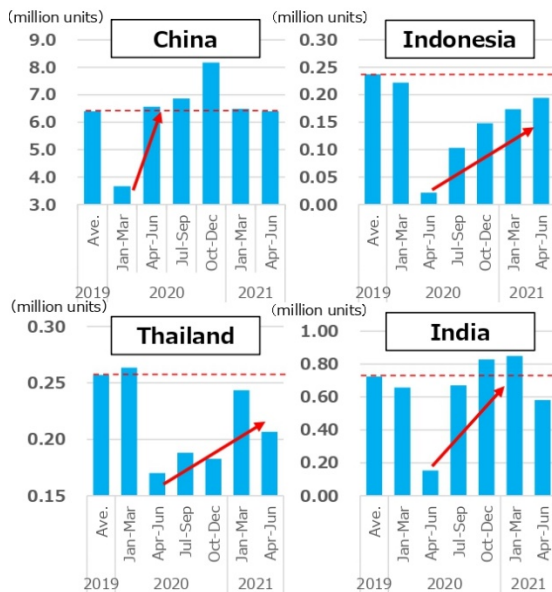 (million units)
China
9.0
8.0
7.0
6.0
5.0
4.0
3.0
Ave.
Jan-Mar
Apr-Jun
Jul-Sep
Oct-Dec
Jan-Mar
Apr-Jun
2019 2020 2021
(million units)
Indonesia
0.30
0.25
0.20
0.15
0.10
0.05
0.00
Ave.
Jan-Mar
Apr-Jun
Jul-Sep
Oct-Dec
Jan-Mar
Apr-Jun
2019 2020 2021
(million units)
Thailand
0.30
0.25
0.20
0.15
Ave.
Jan-Mar
Apr-Jun
Jul-Sep
Oct-Dec
Jan-Mar
Apr-Jun
2019 2020 2021
(million units)
India
1.00
0.80
0.60
0.40
0.20
0.00
Ave.
Jan-Mar
Apr-Jun
Jul-Sep
Oct-Dec
Jan-Mar
Apr-Jun
2019 2020 2021